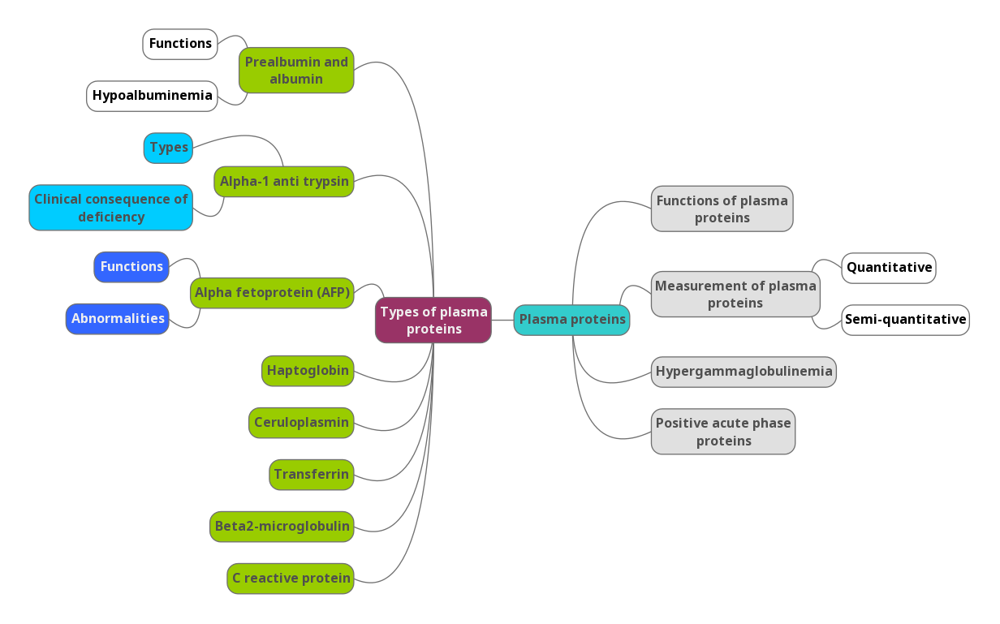 Functions
Prealbumin and
albumin
Hypoalbuminemia
Types
Alpha-1 anti trypsin
Clinical consequence of
deficiency
Functions
Alpha fetoprotein (AFP)
Abnormalities
Haptoglobin
Ceruloplasmin
Transferrin
Beta2-microglobulin
C reactive protein
Types of plasma
proteins
Plasma proteins
Functions of plasma
proteins
Measurement of plasma
proteins
Quantitative
Semi-quantitative
Hypergammaglobulinemia
Positive acute phase
proteins